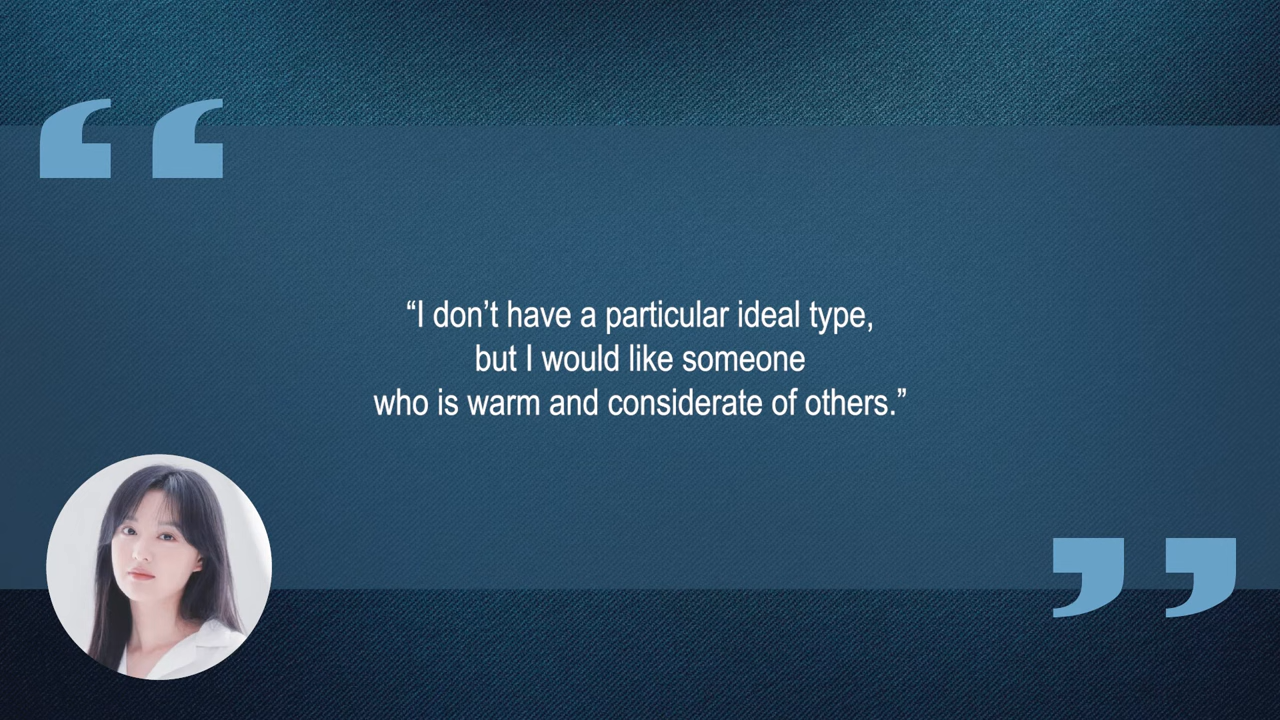 “I don’t have a particular ideal type,
but I would like someone
who is warm and considerate of others.”